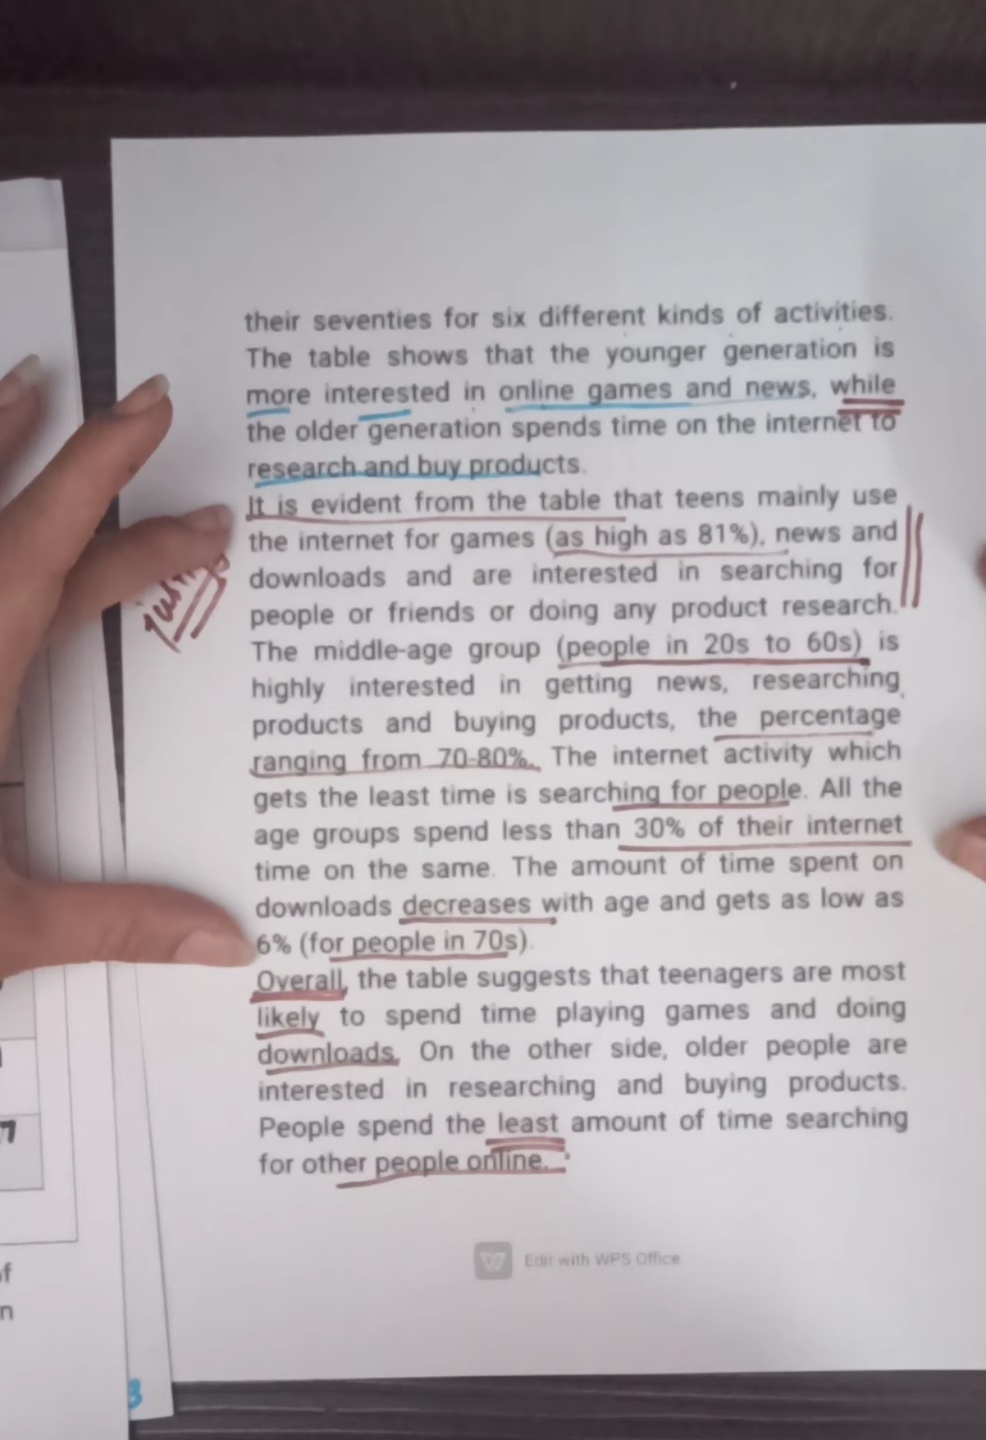 their seventies for six different kinds of activities.
The table shows that the younger generation is
more interested in online games and news, while
the older generation spends time on the internet to
research and buy products.
It is evident from the table that teens mainly use
the internet for games (as high as 81%), news and
downloads and are interested in searching for
people or friends or doing any product research.
The middle-age group (people in 20s to 60s) is
highly interested in getting news, researching
products and buying products, the percentage
ranging from 70-80%. The internet activity which
gets the least time is searching for people. All the
age groups spend less than 30% of their internet
time on the same. The amount of time spent on
downloads decreases with age and gets as low as
6% (for people in 70s).
Overall, the table suggests that teenagers are most
likely to spend time playing games and doing
downloads. On the other side, older people are
interested in researching and buying products.
People spend the least amount of time searching
for other people online.
Edit with WPS Office
7
n
3